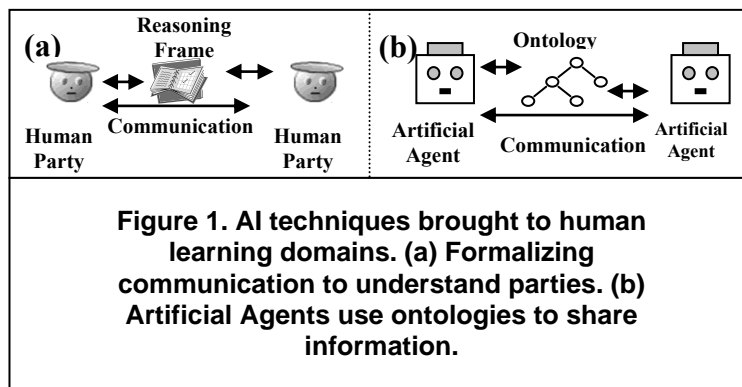 (a)
Reasoning
Frame
Communication
Human
Party
Human
Party
(b)
Ontology
Artificial
Agent
Communication
Artificial
Agent
Figure 1. AI techniques brought to human
learning domains. (a) Formalizing
communication to understand parties. (b)
Artificial Agents use ontologies to share
information.